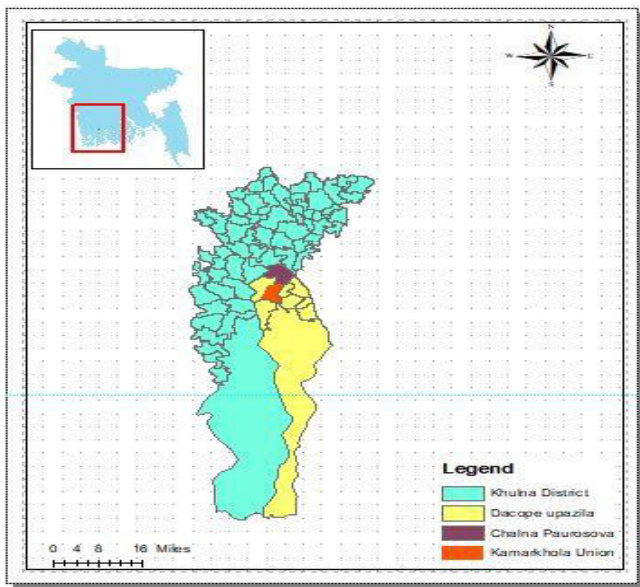 N
W E
S
Legend
Khulna District
Dacope upazila
Chalna Paurosova
Kamarkhola Union
0 4 8 16 Miles